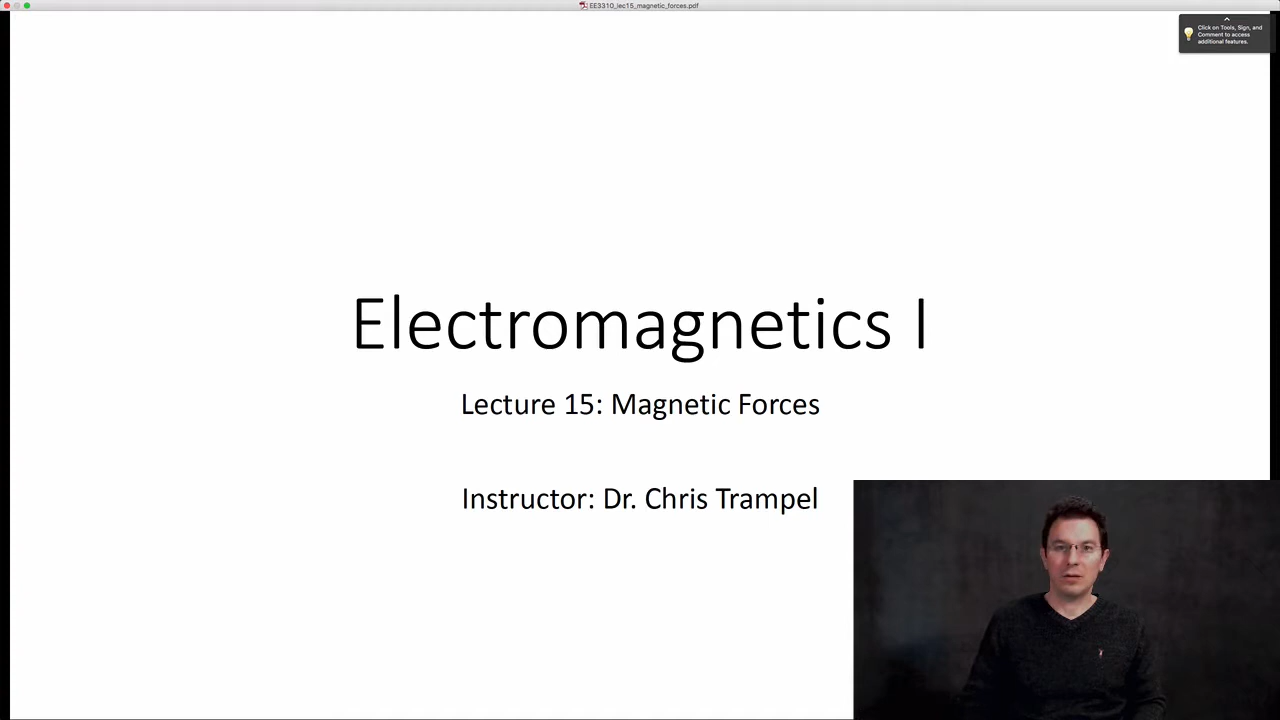 EE3310_lec15_magnetic_forces.pdf
Click on Tools, Sign, and
Comment to access
additional features.
Electromagnetics I
Lecture 15: Magnetic Forces
Instructor: Dr. Chris Trampel